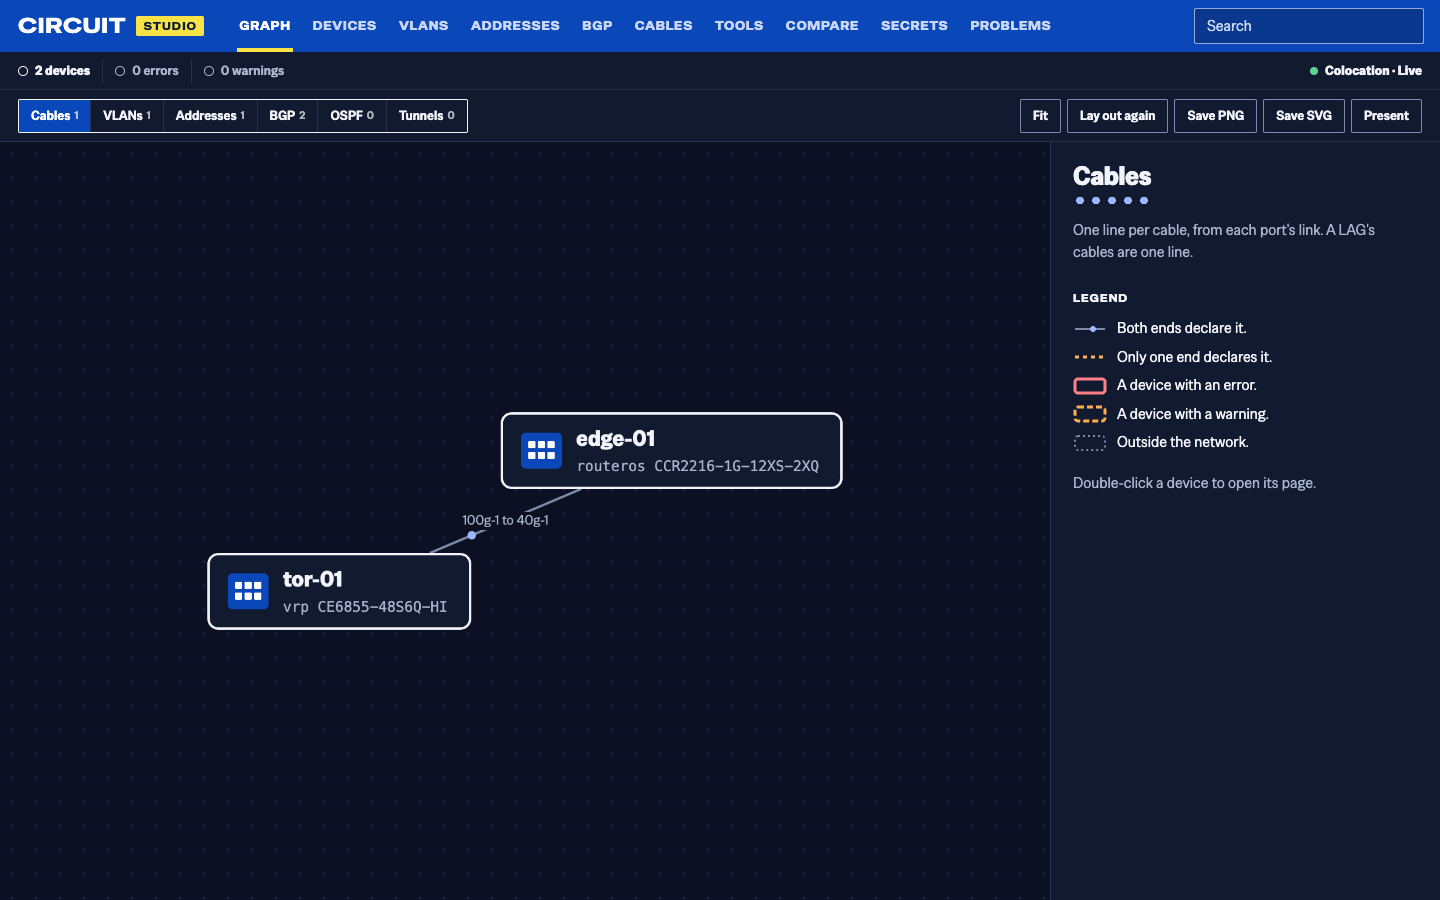 CIRCUIT STUDIO GRAPH DEVICES VLANS ADDRESSES BGP CABLES TOOLS COMPARE SECRETS PROBLEMS Search
2 devices 0 errors 0 warnings Colocation · Live
Cables 1 VLANs 1 Addresses 1 BGP 2 OSPF 0 Tunnels 0 Fit Lay out again Save PNG Save SVG Present
Cables
One line per cable, from each port's link. A LAG's
cables are one line.
LEGEND
Both ends declare it.
Only one end declares it.
A device with an error.
A device with a warning.
Outside the network.
Double-click a device to open its page.
edge-01
routeros CCR2216-1G-12XS-2XQ
100g-1 to 40g-1
tor-01
vrp CE6855-48S6Q-HI